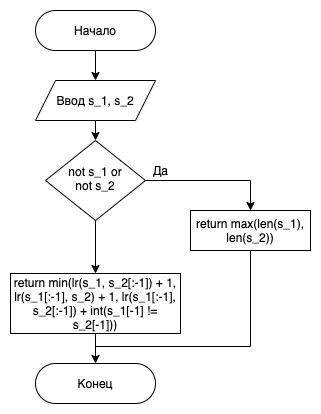 Начало
Ввод s_1, s_2
not s_1 or
not s_2
Да
return max(len(s_1),
len(s_2))
return min(lr(s_1, s_2[:-1]) + 1,
lr(s_1[:-1], s_2) + 1, lr(s_1[:-1],
s_2[:-1]) + int(s_1[-1] !=
s_2[-1]))
Конец